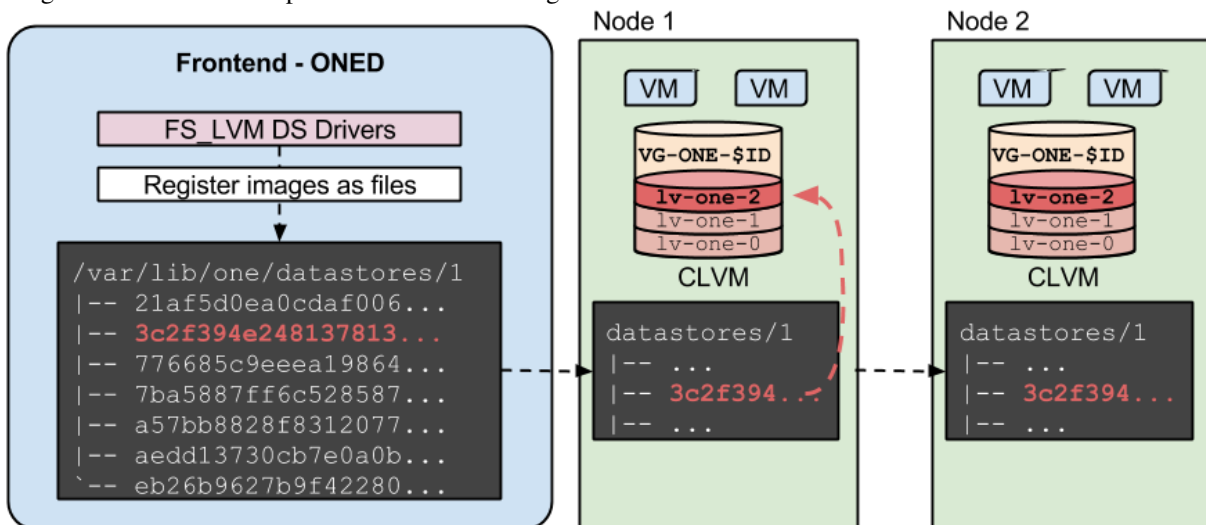 Node 1
Node 2
Frontend - ONED
FS_LVM DS Drivers
Register images as files
/var/lib/one/datastores/1
|-- 21af5d0ea0cdaf006...
|-- 3c2f394e248137813...
|-- 776685c9eeea19864...
|-- 7ba5887ff6c528587...
|-- a57bb8828f8312077...
|-- aedd13730cb7e0a0b...
`-- eb26b9627b9f42280...
VM
VM
VG-ONE-$ID
lv-one-2
lv-one-1
lv-one-0
CLVM
datastores/1
|-- ...
|-- 3c2f394...
|-- ...
VM
VM
VG-ONE-$ID
lv-one-2
lv-one-1
lv-one-0
CLVM
datastores/1
|-- ...
|-- 3c2f394...
|-- ...